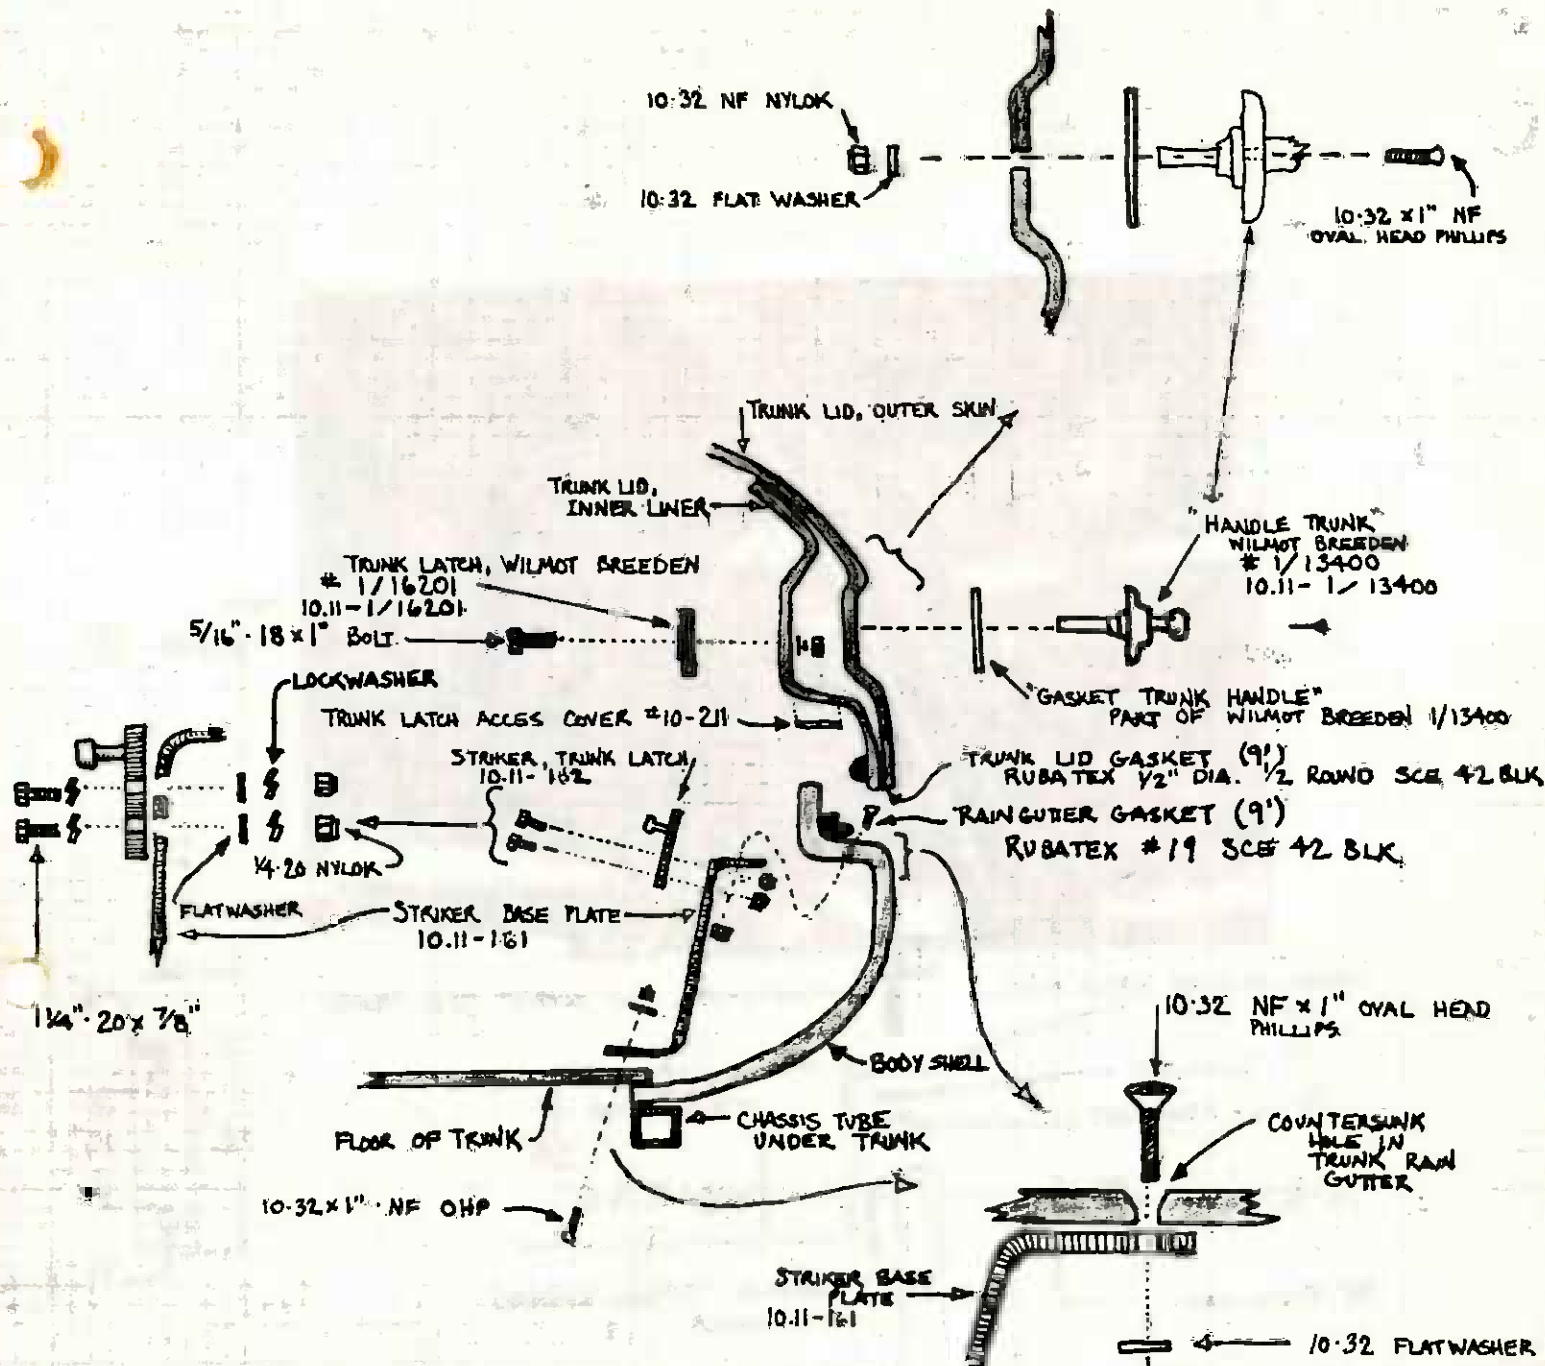 10·32 NF NYLOK
10·32 FLAT WASHER
10·32 x 1" NF
OVAL HEAD PHILLIPS
TRUNK LID, OUTER SKIN
TRUNK LID,
INNER LINER
"HANDLE TRUNK"
WILMOT BREEDEN
# 1/13400
10.11- 1/13400
TRUNK LATCH, WILMOT BREEDEN
# 1/16201
10.11-1/16201
5/16"·18 x 1" BOLT
LOCKWASHER
"GASKET TRUNK HANDLE"
PART OF WILMOT BREEDEN 1/13400
TRUNK LATCH ACCES COVER #10-211
STRIKER, TRUNK LATCH
10.11-162
TRUNK LID GASKET (9')
RUBATEX 1/2" DIA. 1/2 ROUND SCE 42 BLK
RAINGUTTER GASKET (9')
RUBATEX #19 SCE 42 BLK
1/4·20 NYLOK
FLATWASHER
STRIKER BASE PLATE
10.11-161
1 1/4"·20 x 7/8"
10·32 NF x 1" OVAL HEAD
PHILLIPS
BODY SHELL
CHASSIS TUBE
UNDER TRUNK
FLOOR OF TRUNK
COUNTERSUNK
HOLE IN
TRUNK RAIN
GUTTER
10·32 x 1" · NF OHP
STRIKER BASE
PLATE
10.11-161
10·32 FLATWASHER